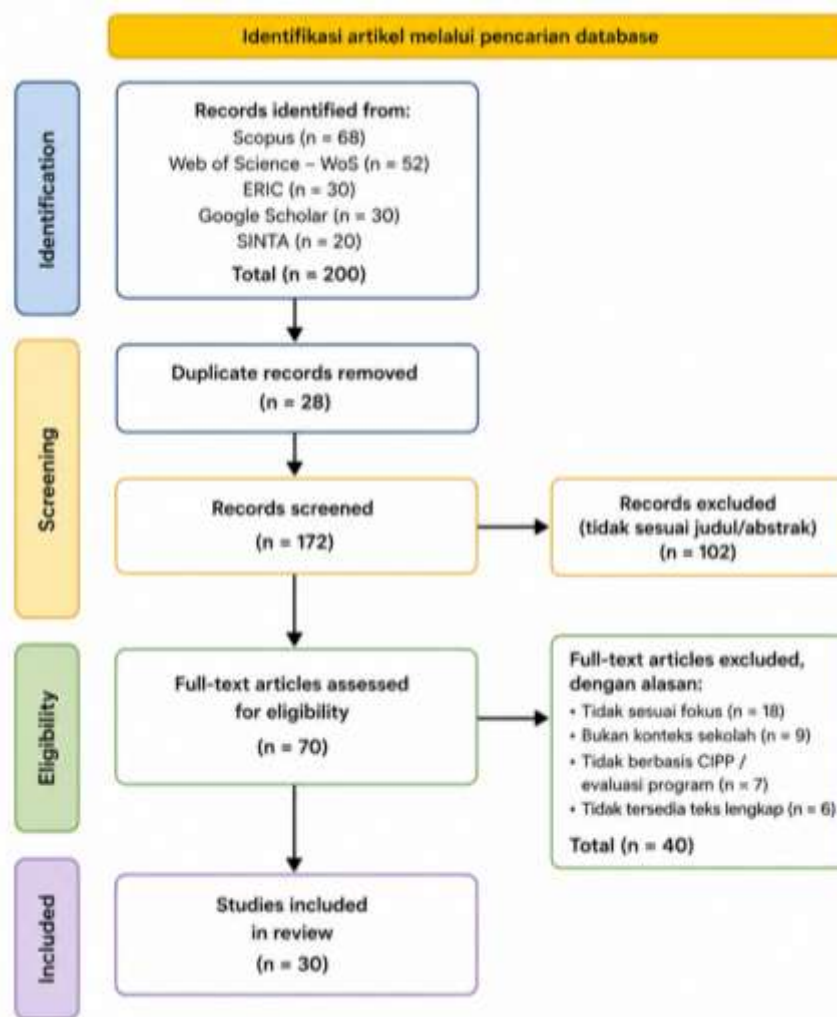 Identifikasi artikel melalui pencarian database
Identification
Records identified from:
Scopus (n = 68)
Web of Science – WoS (n = 52)
ERIC (n = 30)
Google Scholar (n = 30)
SINTA (n = 20)
Total (n = 200)
Screening
Duplicate records removed
(n = 28)
Records screened
(n = 172)
Records excluded
(tidak sesuai judul/abstrak)
(n = 102)
Eligibility
Full-text articles assessed
for eligibility
(n = 70)
Full-text articles excluded,
dengan alasan:
• Tidak sesuai fokus (n = 18)
• Bukan konteks sekolah (n = 9)
• Tidak berbasis CIPP /
evaluasi program (n = 7)
• Tidak tersedia teks lengkap (n = 6)
Total (n = 40)
Included
Studies included
in review
(n = 30)